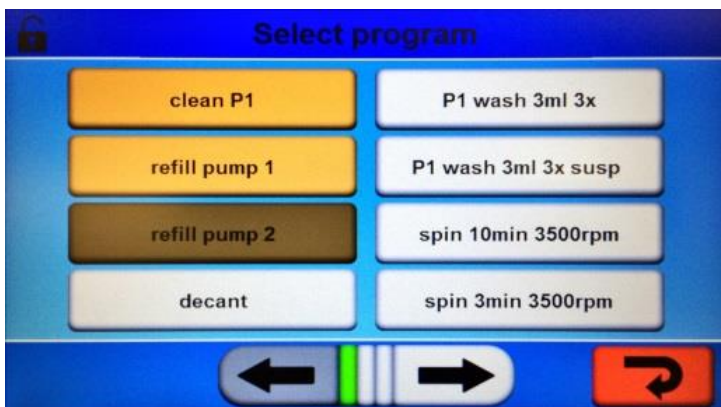 Select program
clean P1
refill pump 1
refill pump 2
decant
P1 wash 3ml 3x
P1 wash 3ml 3x susp
spin 10min 3500rpm
spin 3min 3500rpm